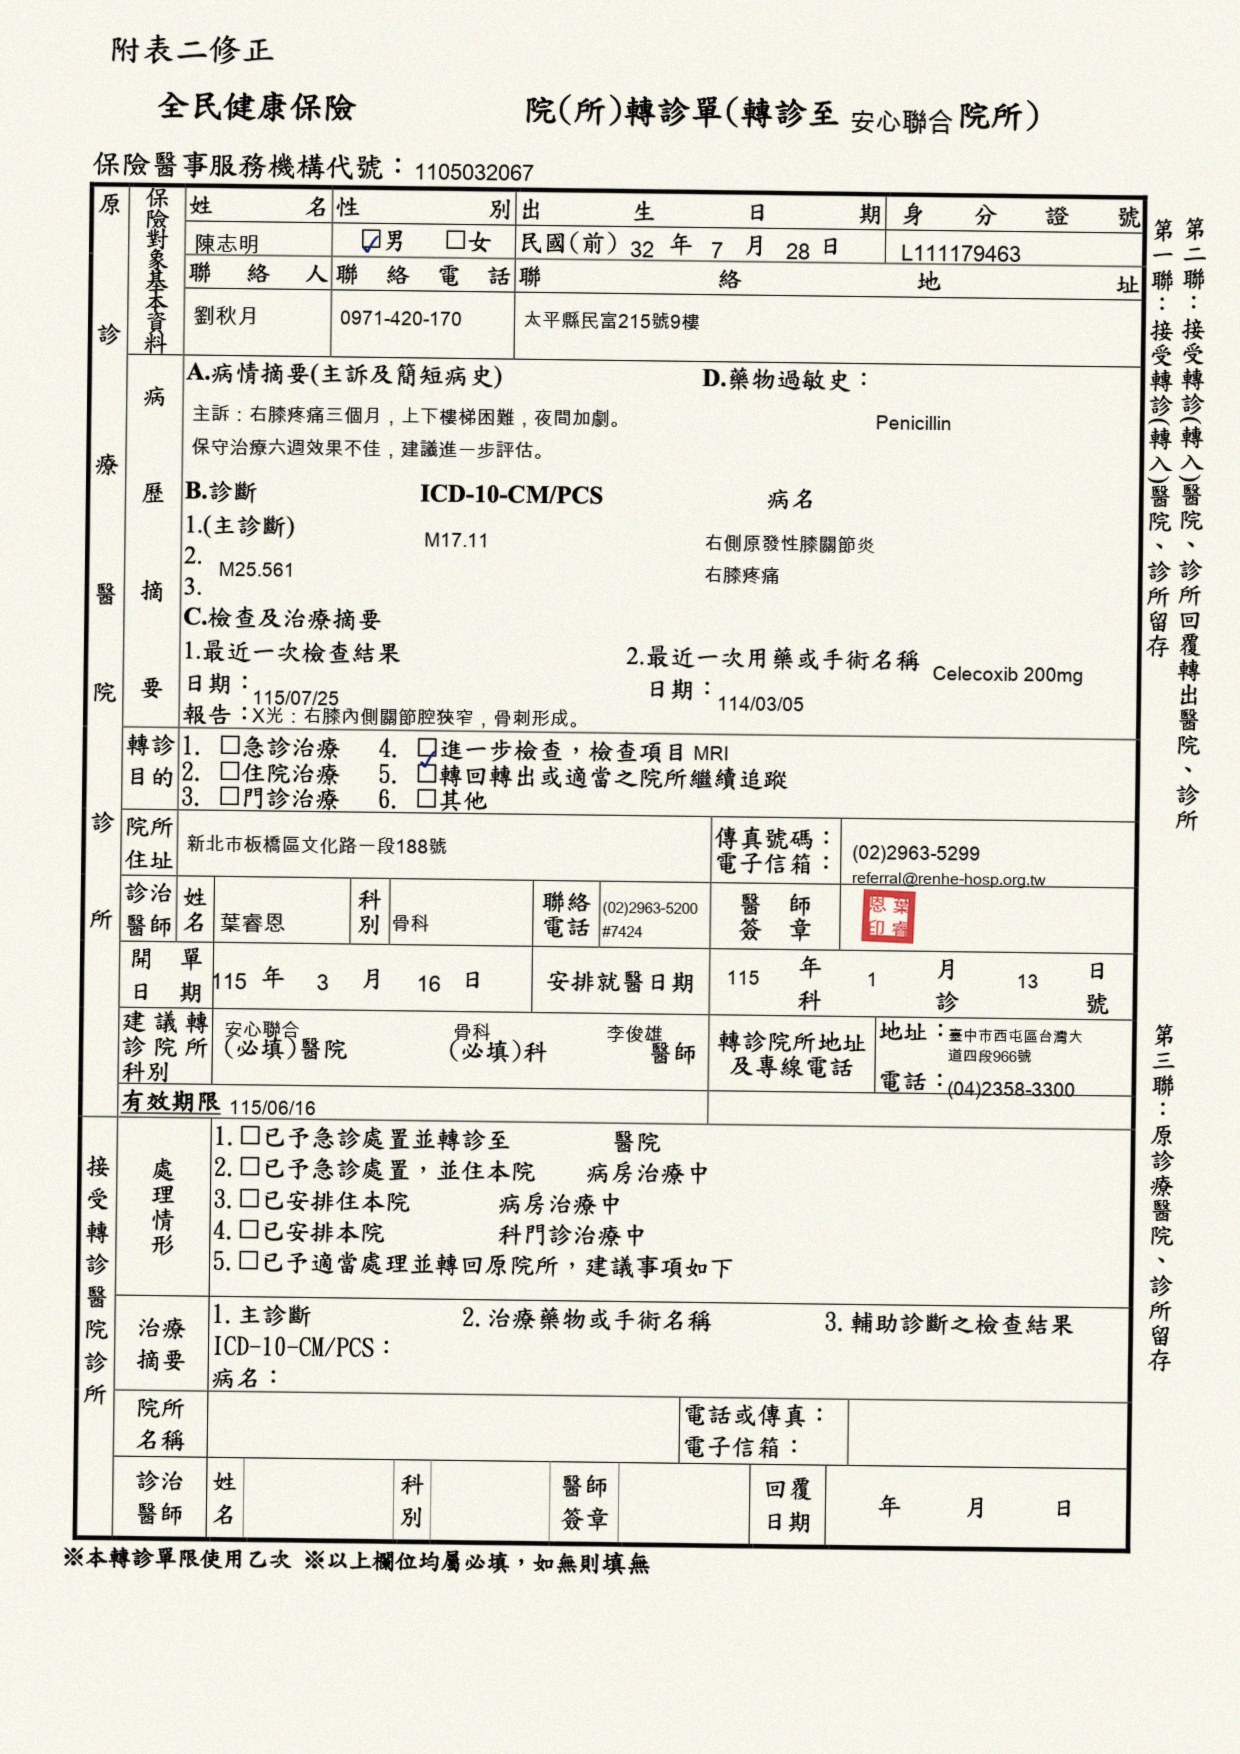 附表二修正
全民健康保險 院(所)轉診單(轉診至 安心聯合 院所)
保險醫事服務機構代號：1105032067
原診療醫院診所
保險對象基本資料
姓名 性別 出生日期 身分證號
陳志明 ☑男 □女 民國(前) 32 年 7 月 28 日 L111179463
聯絡人 聯絡電話 聯絡地址
劉秋月 0971-420-170 太平縣民富215號9樓
病歷摘要
A.病情摘要(主訴及簡短病史) D.藥物過敏史：
主訴：右膝疼痛三個月，上下樓梯困難，夜間加劇。 Penicillin
保守治療六週效果不佳，建議進一步評估。
B.診斷 ICD-10-CM/PCS 病名
1.(主診斷) M17.11 右側原發性膝關節炎
2. M25.561 右膝疼痛
3.
C.檢查及治療摘要
1.最近一次檢查結果 2.最近一次用藥或手術名稱 Celecoxib 200mg
日期：115/07/25 日期：114/03/05
報告：X光：右膝內側關節腔狹窄，骨刺形成。
轉診目的
1. □急診治療 4. ☑進一步檢查，檢查項目 MRI
2. □住院治療 5. □轉回轉出或適當之院所繼續追蹤
3. □門診治療 6. □其他
院所住址 新北市板橋區文化路一段188號 傳真號碼： (02)2963-5299
電子信箱： referral@renhe-hosp.org.tw
診治醫師 姓名 葉睿恩 科別 骨科 聯絡電話 (02)2963-5200 #7424 醫師簽章 葉睿恩印
開單日期 115 年 3 月 16 日 安排就醫日期 115 年 1 月 13 日
科 診 號
建議轉診院所科別 安心聯合 (必填)醫院 骨科 (必填)科 李俊雄 醫師 轉診院所地址及專線電話 地址：臺中市西屯區台灣大道四段966號
電話：(04)2358-3300
有效期限 115/06/16
接受轉診醫院診所
處理情形
1.□已予急診處置並轉診至 醫院
2.□已予急診處置，並住本院 病房治療中
3.□已安排住本院 病房治療中
4.□已安排本院 科門診治療中
5.□已予適當處理並轉回原院所，建議事項如下
治療摘要
1.主診斷 2.治療藥物或手術名稱 3.輔助診斷之檢查結果
ICD-10-CM/PCS：
病名：
院所名稱 電話或傳真：
電子信箱：
診治醫師 姓名 科別 醫師簽章 回覆日期 年 月 日
※本轉診單限使用乙次 ※以上欄位均屬必填，如無則填無
第一聯：接受轉診(轉入)醫院、診所留存
第二聯：接受轉診(轉入)醫院、診所回覆轉出醫院、診所
第三聯：原診療醫院、診所留存